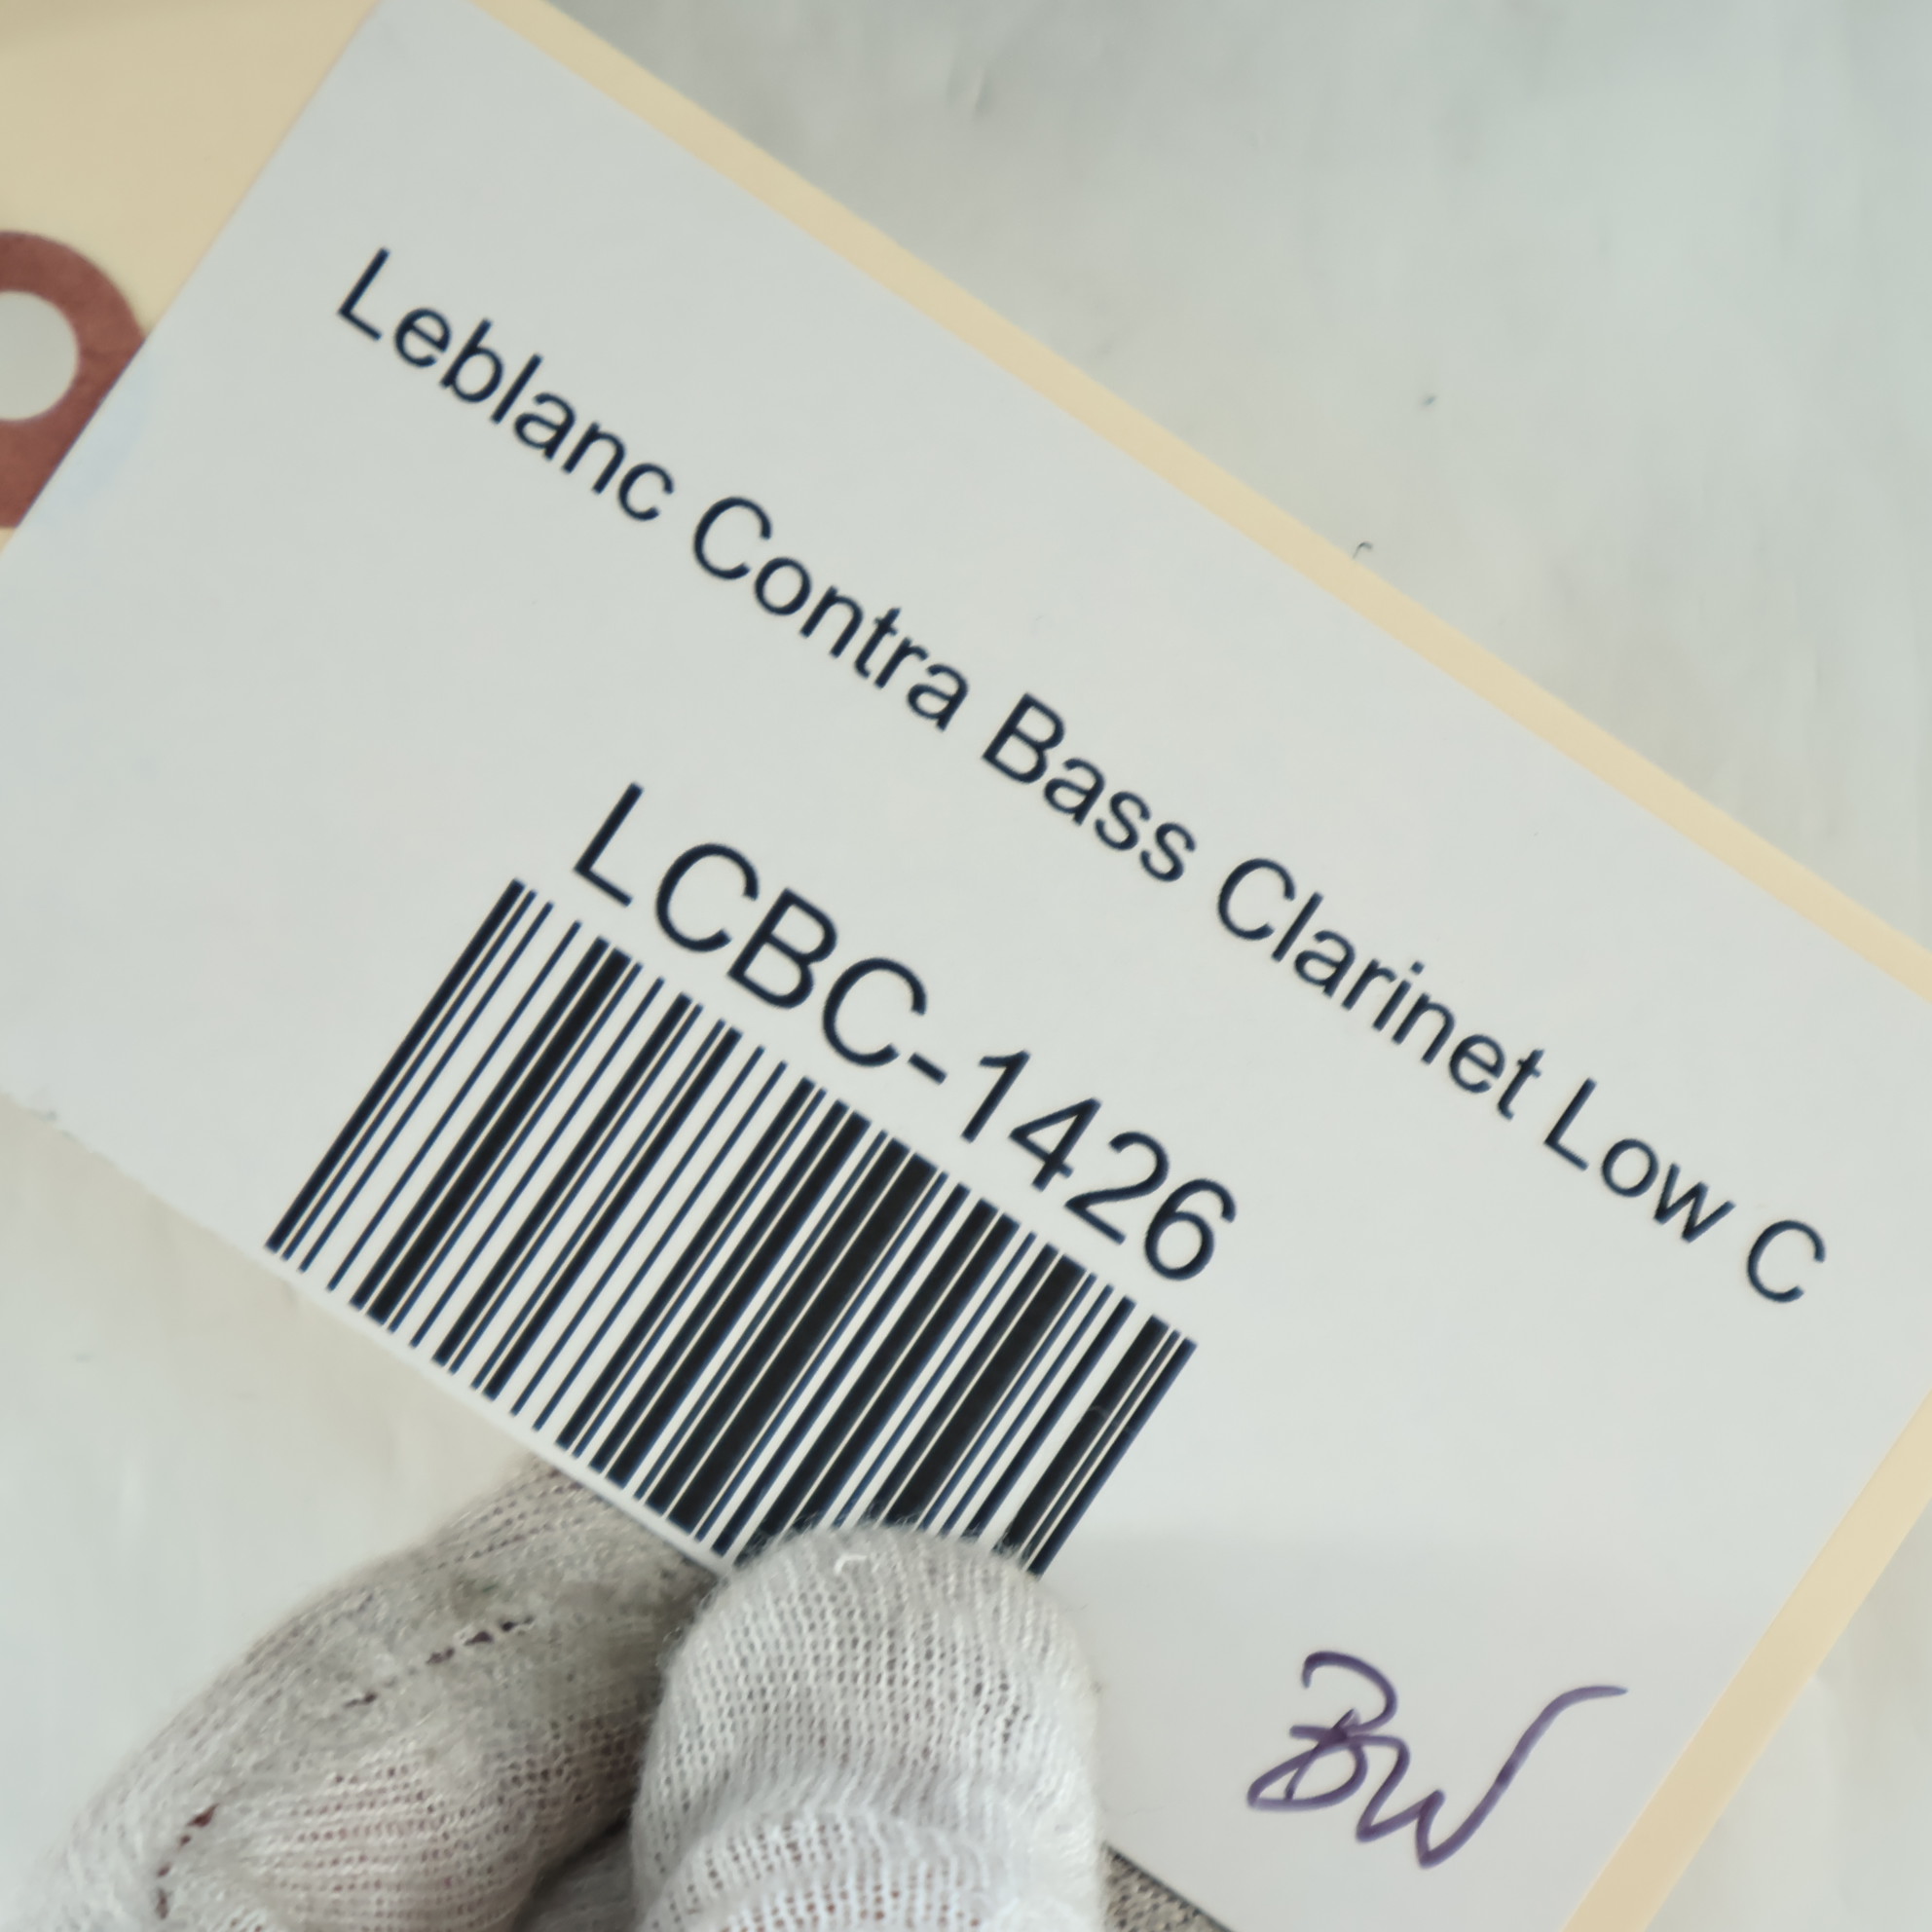 Leblanc Contra Bass Clarinet Low C
LCBC-1426
BW